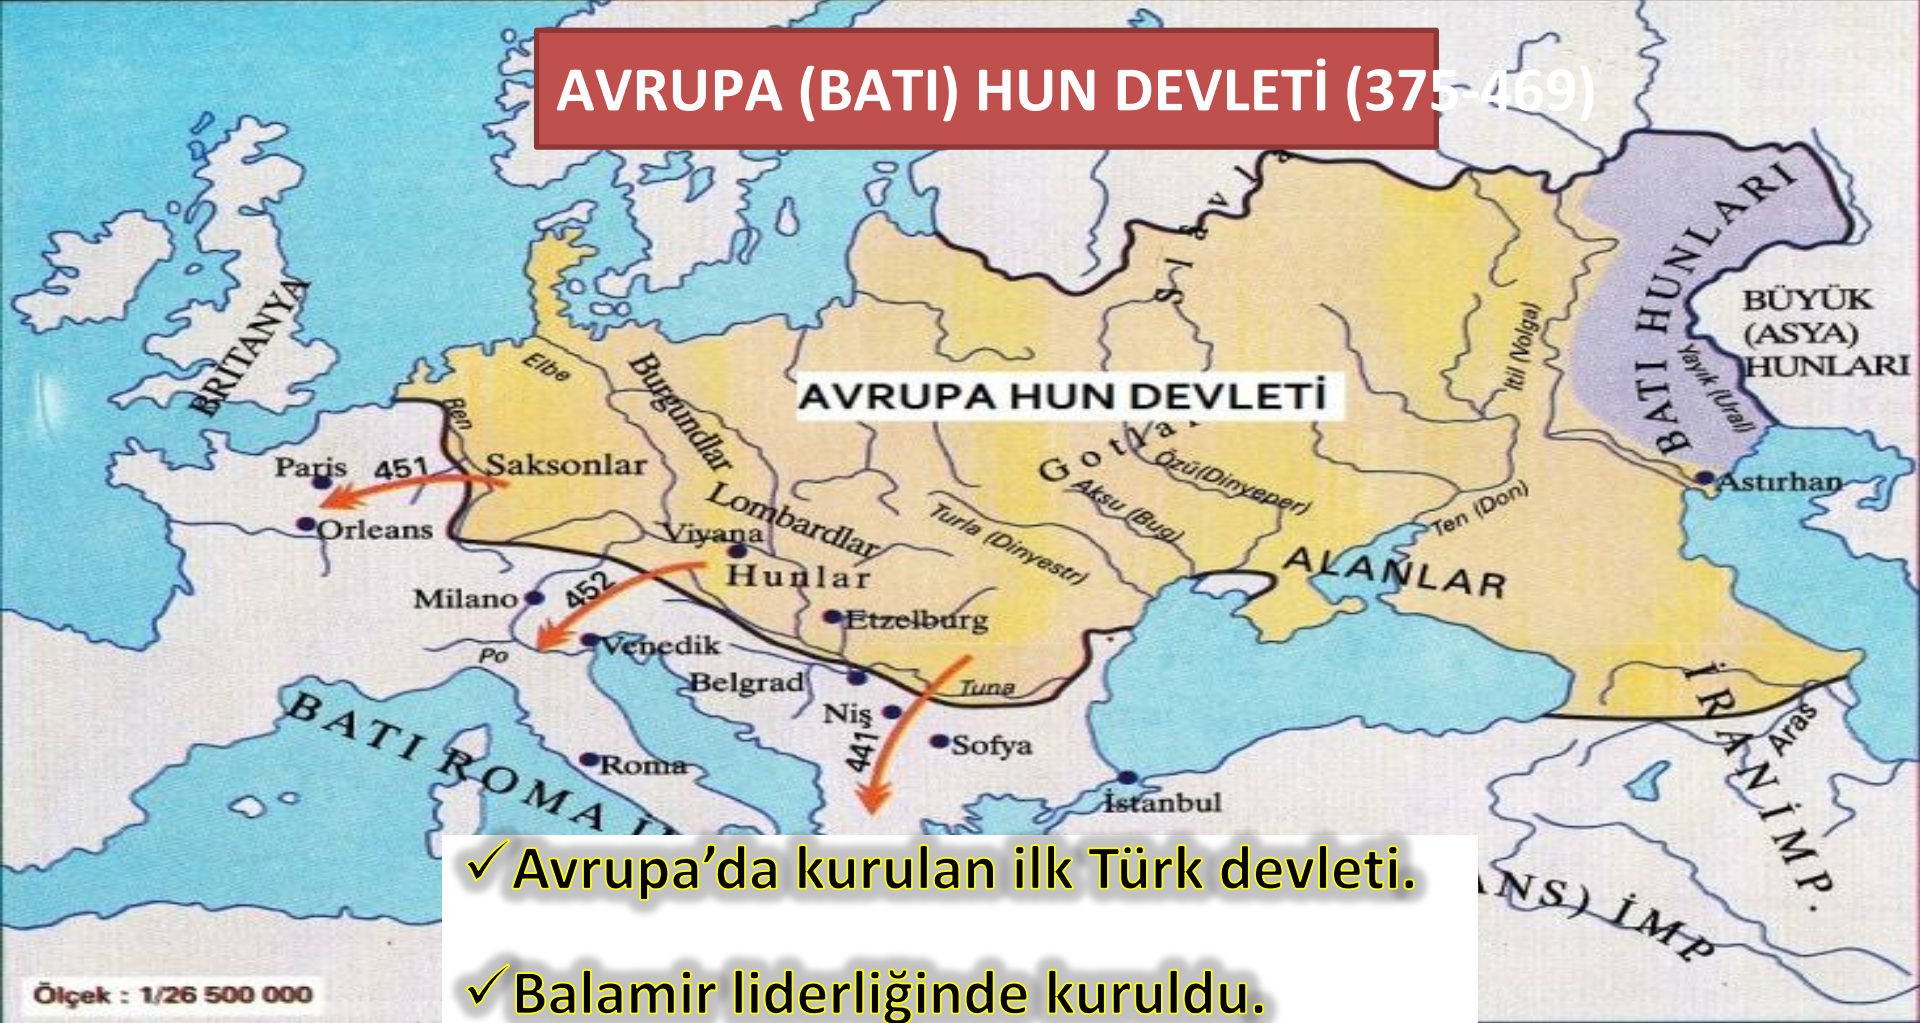 AVRUPA (BATI) HUN DEVLETİ (375-469)
BRİTANYA
Elbe
Ren
Burgundlar
AVRUPA HUN DEVLETİ
İtil (Volga)
BATI HUNLARI
Yayık (Ural)
BÜYÜK
(ASYA)
HUNLARI
Paris
451
Saksonlar
Orleans
Lombardlar
Viyana
Hunlar
Turla (Dinyestr)
Aksu (Bug)
Özü(Dinyeper)
Ten (Don)
Astırhan
ALANLAR
Milano
452
Etzelburg
Venedik
Po
Belgrad
Tuna
Niş
441
Sofya
Roma
İstanbul
BATI ROMA
İRAN İMP.
Aras
İMP
✓Avrupa’da kurulan ilk Türk devleti.
✓Balamir liderliğinde kuruldu.
Ölçek : 1/26 500 000